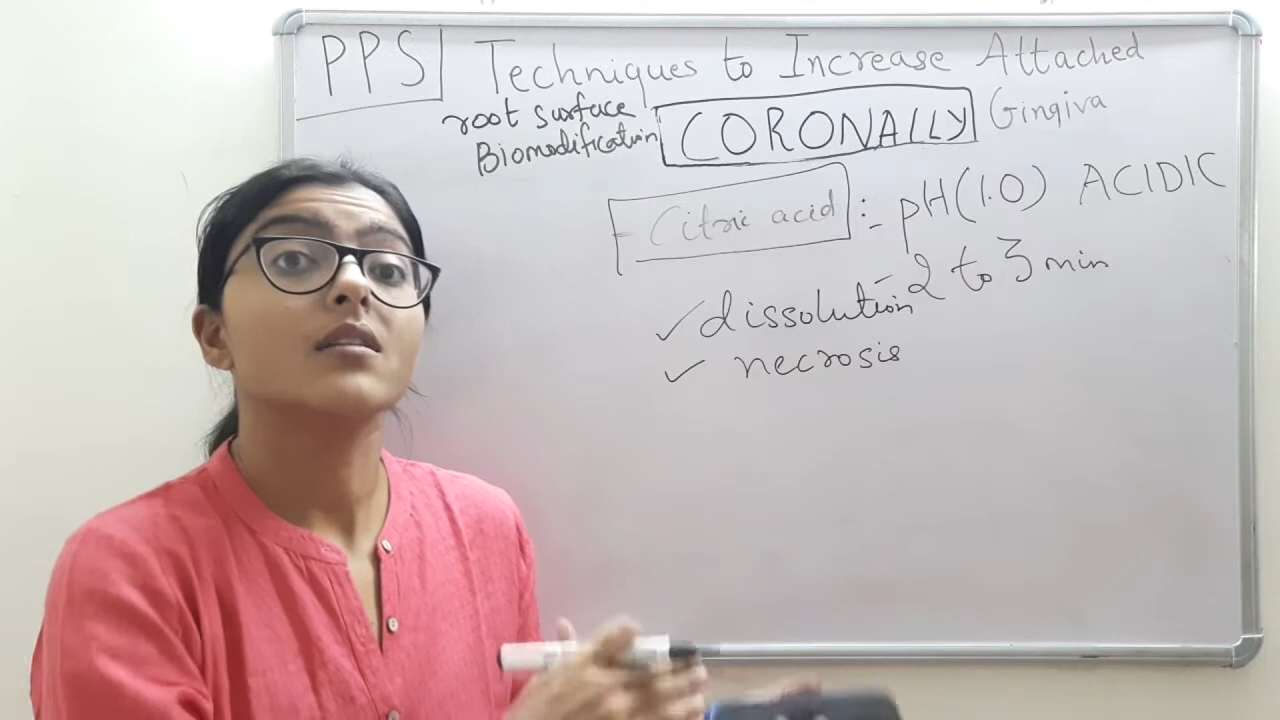 PPS Techniques to Increase Attached
root surface CORONALLY Gingiva
Biomodification
- Citric acid :- pH (1.0) ACIDIC
- 2 to 3 min
✓ dissolution
✓ necrosis